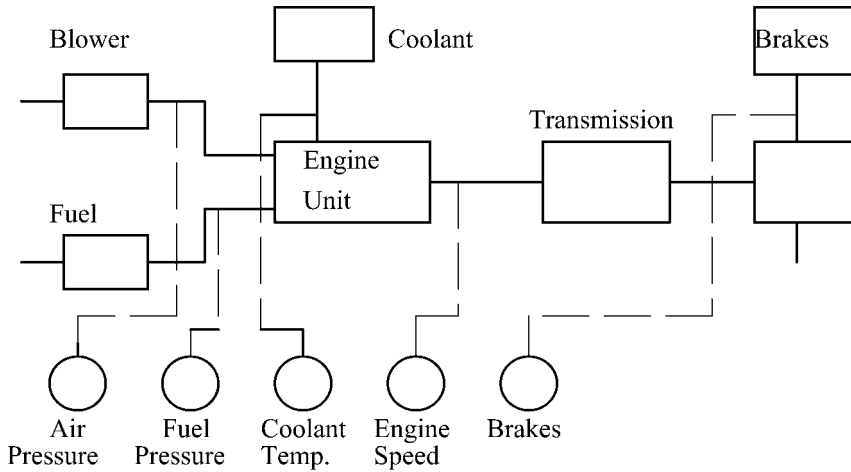 Blower
Coolant
Brakes
Transmission
Engine
Unit
Fuel
Air
Pressure
Fuel
Pressure
Coolant
Temp.
Engine
Speed
Brakes